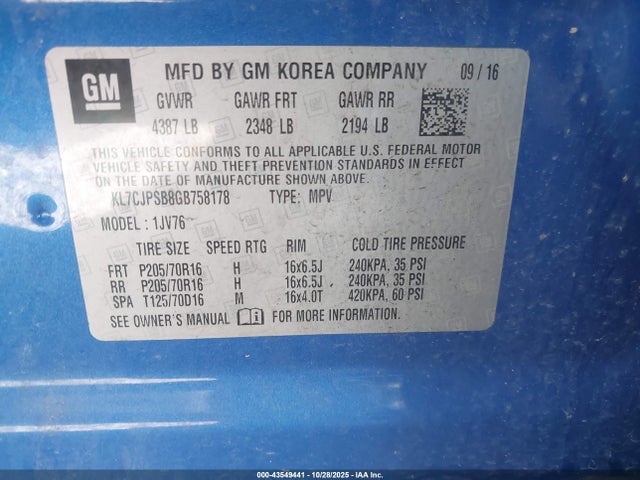 GM MFD BY GM KOREA COMPANY 09 / 16
GVWR GAWR FRT GAWR RR
4387 LB 2348 LB 2194 LB
THIS VEHICLE CONFORMS TO ALL APPLICABLE U.S. FEDERAL MOTOR
VEHICLE SAFETY AND THEFT PREVENTION STANDARDS IN EFFECT
ON THE DATE OF MANUFACTURE SHOWN ABOVE.
KL7CJPSB8GB758178 TYPE: MPV
MODEL : 1JV76
TIRE SIZE SPEED RTG RIM COLD TIRE PRESSURE
FRT P205/70R16 H 16x6.5J 240KPA, 35 PSI
RR P205/70R16 H 16x6.5J 240KPA, 35 PSI
SPA T125/70D16 M 16x4.0T 420KPA, 60 PSI
SEE OWNER'S MANUAL FOR MORE INFORMATION
000-43549441 - 10/28/2025 - IAA, Inc.